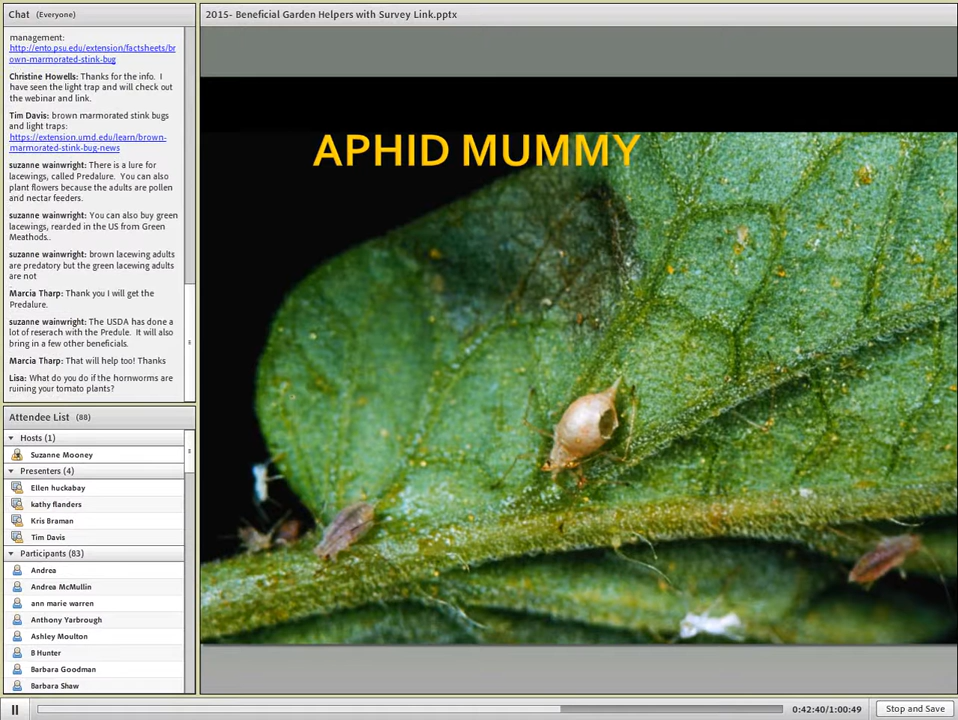 Chat (Everyone)
management:
http://ento.psu.edu/extension/factsheets/br
own-marmorated-stink-bug
Christine Howells: Thanks for the info. I
have seen the light trap and will check out
the webinar and link.
Tim Davis: brown marmorated stink bugs
and light traps:
https://extension.umd.edu/learn/brown-
marmorated-stink-bug-news
suzanne wainwright: There is a lure for
lacewings, called Predalure. You can also
plant flowers because the adults are pollen
and nectar feeders.
suzanne wainwright: You can also buy green
lacewings, rearded in the US from Green
Meathods..
suzanne wainwright: brown lacewing adults
are predatory but the green lacewing adults
are not
Marcia Tharp: Thank you I will get the
Predalure.
suzanne wainwright: The USDA has done a
lot of reserach with the Predule. It will also
bring in a few other beneficials.
Marcia Tharp: That will help too! Thanks
Lisa: What do you do if the hornworms are
ruining your tomato plants?
Attendee List (88)
Hosts (1)
Suzanne Mooney
Presenters (4)
Ellen huckabay
kathy flanders
Kris Braman
Tim Davis
Participants (83)
Andrea
Andrea McMullin
ann marie warren
Anthony Yarbrough
Ashley Moulton
B Hunter
Barbara Goodman
Barbara Shaw
2015- Beneficial Garden Helpers with Survey Link.pptx
APHID MUMMY
0:42:40/1:00:49
Stop and Save